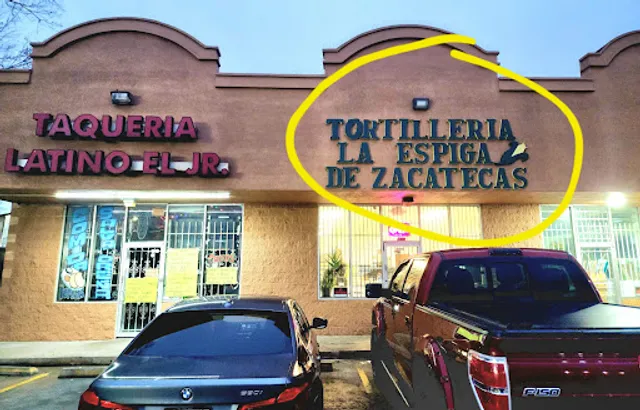 TAQUERIA
LATINO EL JR.
TORTILLERIA
LA ESPIGA
DE ZACATECAS
F150